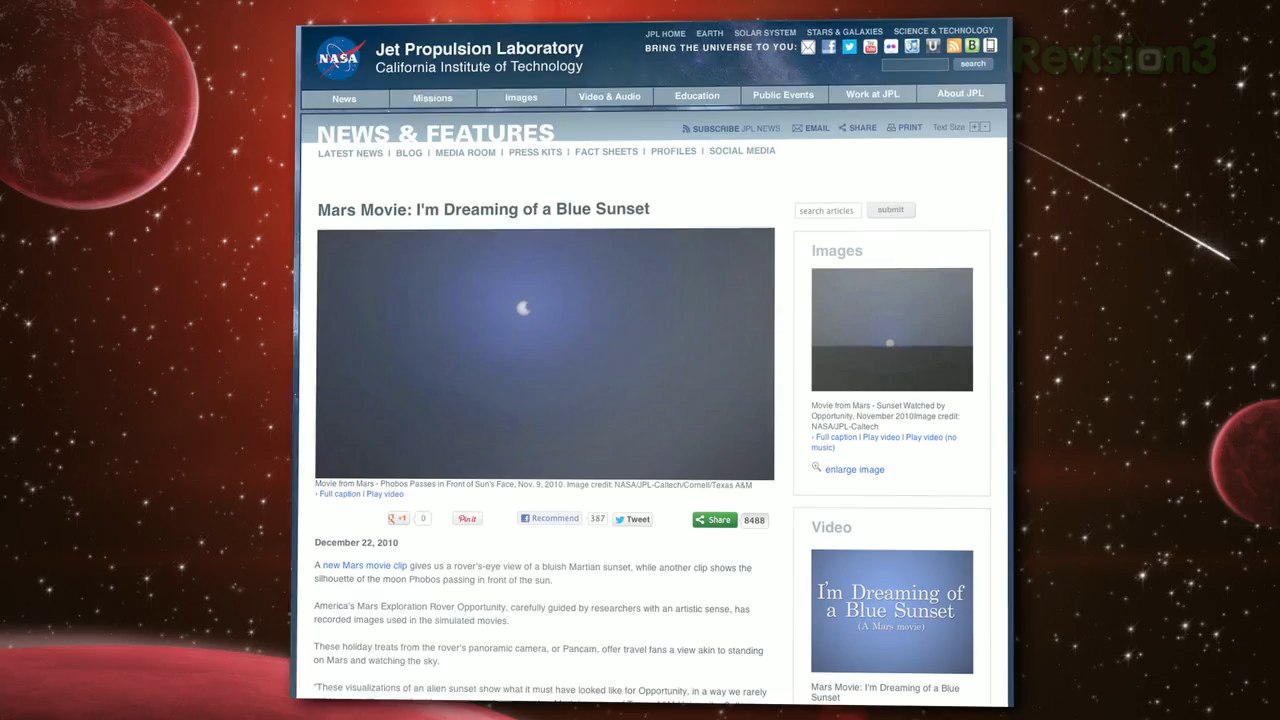 JPL HOME EARTH SOLAR SYSTEM STARS & GALAXIES SCIENCE & TECHNOLOGY
BRING THE UNIVERSE TO YOU:
NASA
Jet Propulsion Laboratory
California Institute of Technology
search
Revision3
News Missions Images Video & Audio Education Public Events Work at JPL About JPL
NEWS & FEATURES
SUBSCRIBE JPL NEWS EMAIL SHARE PRINT Text Size + -
LATEST NEWS | BLOG | MEDIA ROOM | PRESS KITS | FACT SHEETS | PROFILES | SOCIAL MEDIA
Mars Movie: I'm Dreaming of a Blue Sunset
Movie from Mars - Phobos Passes in Front of Sun's Face, Nov. 9, 2010. Image credit: NASA/JPL-Caltech/Cornell/Texas A&M
› Full caption | Play video
+1 0 Pin it Recommend 387 Tweet Share 8488
December 22, 2010
A new Mars movie clip gives us a rover's-eye view of a bluish Martian sunset, while another clip shows the
silhouette of the moon Phobos passing in front of the sun.
America's Mars Exploration Rover Opportunity, carefully guided by researchers with an artistic sense, has
recorded images used in the simulated movies.
These holiday treats from the rover's panoramic camera, or Pancam, offer travel fans a view akin to standing
on Mars and watching the sky.
"These visualizations of an alien sunset show what it must have looked like for Opportunity, in a way we rarely
search articles submit
Images
Movie from Mars - Sunset Watched by
Opportunity, November 2010Image credit:
NASA/JPL-Caltech
› Full caption | Play video | Play video (no
music)
enlarge image
Video
I'm Dreaming of
a Blue Sunset
(A Mars movie)
Mars Movie: I'm Dreaming of a Blue
Sunset